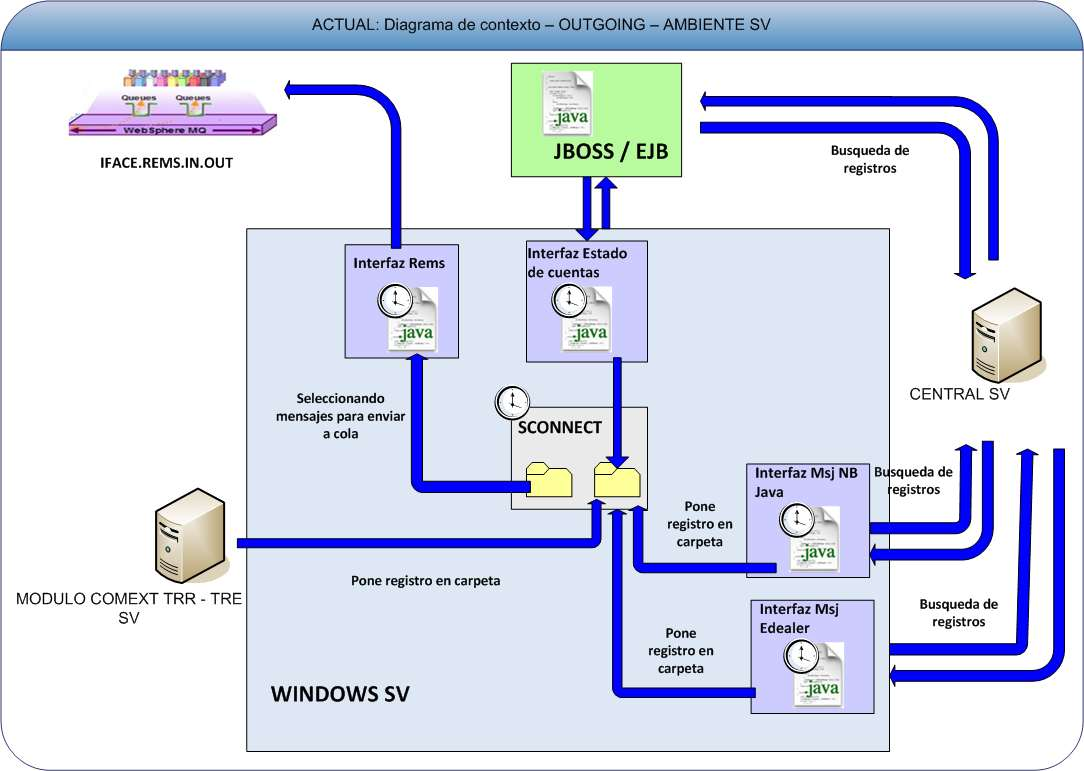 ACTUAL: Diagrama de contexto – OUTGOING – AMBIENTE SV
Queues Queues
WebSphere MQ
IFACE.REMS.IN.OUT
.java
JBOSS / EJB
Busqueda de
registros
Interfaz Rems
.java
Interfaz Estado
de cuentas
.java
CENTRAL SV
Seleccionando
mensajes para enviar
a cola
SCONNECT
Interfaz Msj NB
Java
.java
Busqueda de
registros
Pone
registro en
carpeta
MODULO COMEXT TRR - TRE
SV
Pone registro en carpeta
Interfaz Msj
Edealer
.java
Busqueda de
registros
Pone
registro en
carpeta
WINDOWS SV